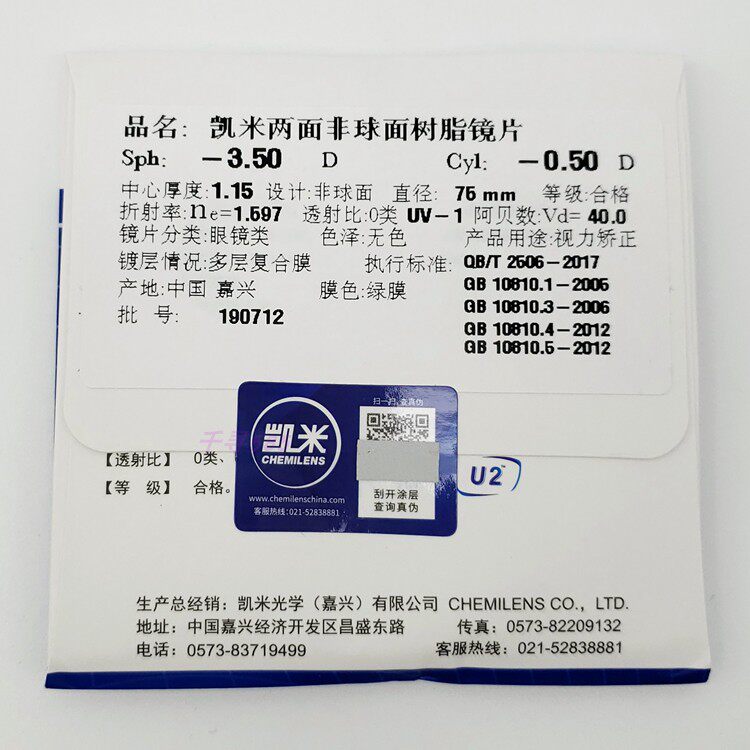 品名: 凯米两面非球面树脂镜片
Sph: -3.50 D Cyl: -0.50 D
中心厚度:1.15 设计:非球面 直径: 75 mm 等级:合格
折射率:ne=1.597 透射比:0类 UV-1 阿贝数:Vd= 40.0
镜片分类:眼镜类 色泽:无色 产品用途:视力矫正
镀层情况:多层复合膜 执行标准: QB/T 2506-2017
产地:中国 嘉兴 膜色:绿膜 GB 10810.1-2005
批 号: 190712 GB 10810.3-2006
GB 10810.4-2012
GB 10810.5-2012
扫一扫,查真伪
凯米
CHEMILENS
www.chemilenschina.com
客服热线:021-52838881
刮开涂层
查询真伪
千寻
【透射比】 0类、
【等 级】 合格。
U2
生产总经销: 凯米光学（嘉兴）有限公司 CHEMILENS CO., LTD.
地址: 中国嘉兴经济开发区昌盛东路 传真: 0573-82209132
电话: 0573-83719499 客服热线: 021-52838881